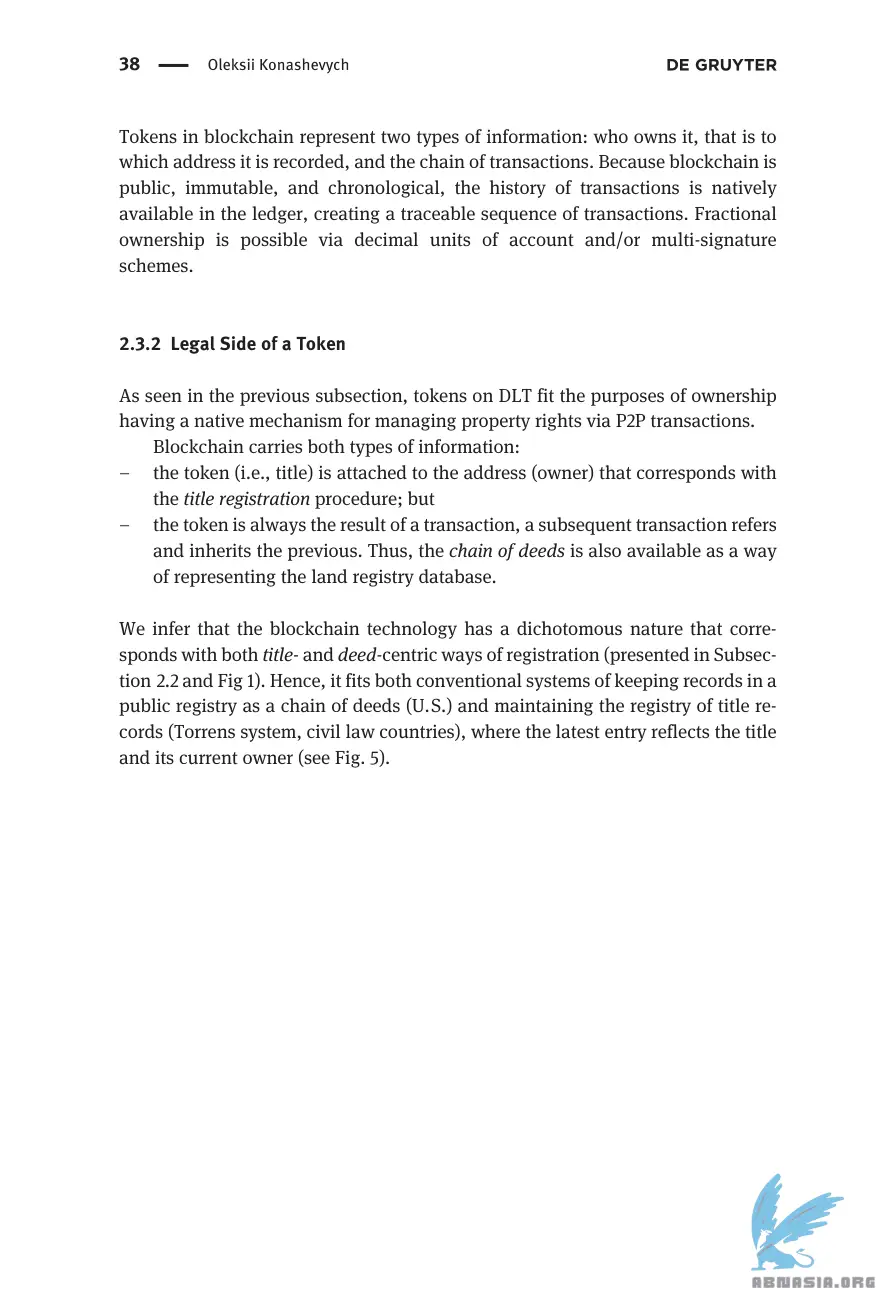 38 — Oleksii Konashevych DE GRUYTER
Tokens in blockchain represent two types of information: who owns it, that is to
which address it is recorded, and the chain of transactions. Because blockchain is
public, immutable, and chronological, the history of transactions is natively
available in the ledger, creating a traceable sequence of transactions. Fractional
ownership is possible via decimal units of account and/or multi-signature
schemes.
2.3.2 Legal Side of a Token
As seen in the previous subsection, tokens on DLT fit the purposes of ownership
having a native mechanism for managing property rights via P2P transactions.
Blockchain carries both types of information:
– the token (i.e., title) is attached to the address (owner) that corresponds with
the title registration procedure; but
– the token is always the result of a transaction, a subsequent transaction refers
and inherits the previous. Thus, the chain of deeds is also available as a way
of representing the land registry database.
We infer that the blockchain technology has a dichotomous nature that corre-
sponds with both title- and deed-centric ways of registration (presented in Subsec-
tion 2.2 and Fig 1). Hence, it fits both conventional systems of keeping records in a
public registry as a chain of deeds (U.S.) and maintaining the registry of title re-
cords (Torrens system, civil law countries), where the latest entry reflects the title
and its current owner (see Fig. 5).
ABNASIA.ORG